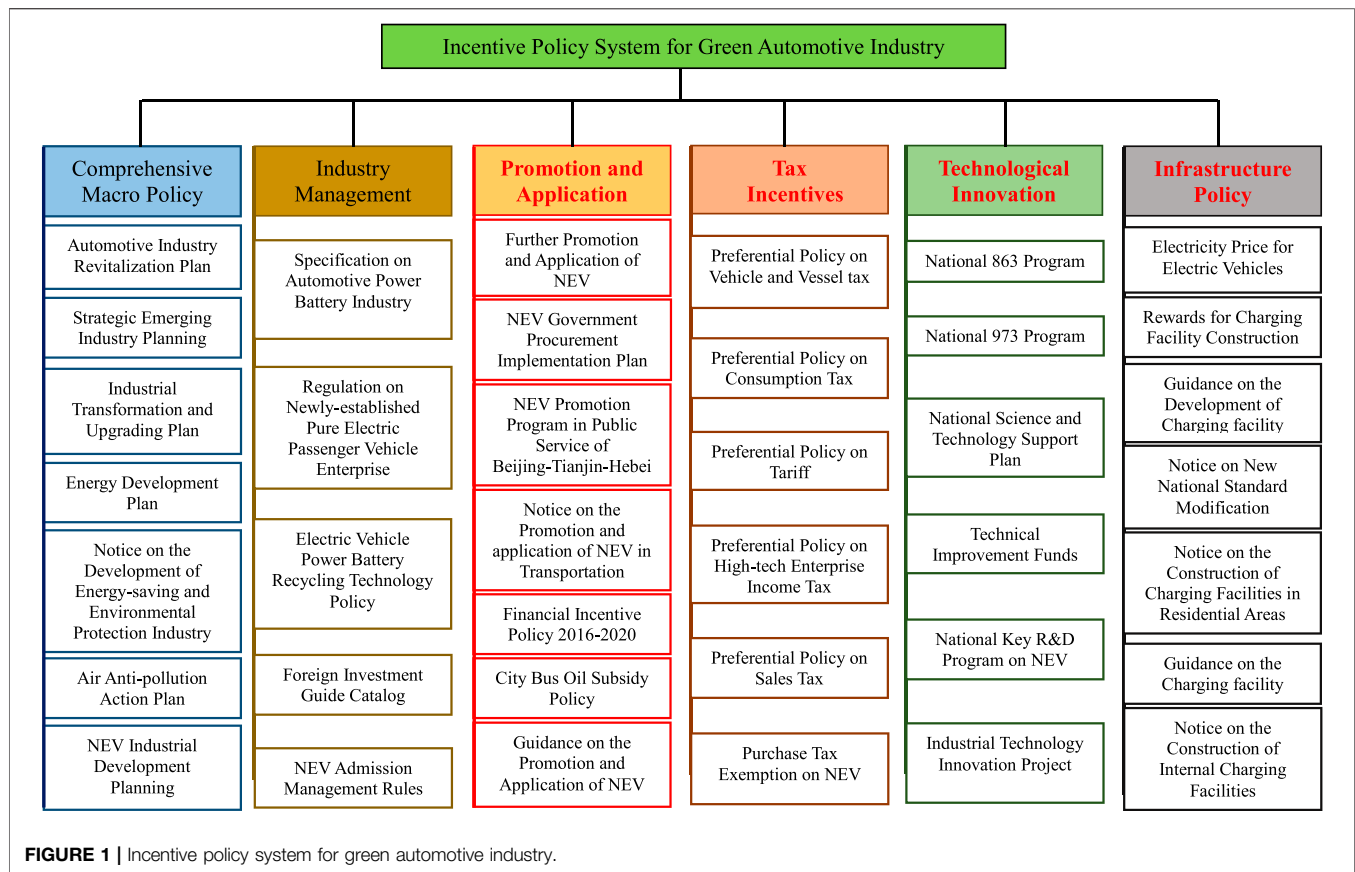 Incentive Policy System for Green Automotive Industry
Comprehensive
Macro Policy
Automotive Industry
Revitalization Plan
Strategic Emerging
Industry Planning
Industrial
Transformation and
Upgrading Plan
Energy Development
Plan
Notice on the
Development of
Energy-saving and
Environmental
Protection Industry
Air Anti-pollution
Action Plan
NEV Industrial
Development
Planning
Industry
Management
Specification on
Automotive Power
Battery Industry
Regulation on
Newly-established
Pure Electric
Passenger Vehicle
Enterprise
Electric Vehicle
Power Battery
Recycling Technology
Policy
Foreign Investment
Guide Catalog
NEV Admission
Management Rules
Promotion and
Application
Further Promotion
and Application of
NEV
NEV Government
Procurement
Implementation Plan
NEV Promotion
Program in Public
Service of
Beijing-Tianjin-Hebei
Notice on the
Promotion and
application of NEV in
Transportation
Financial Incentive
Policy 2016-2020
City Bus Oil Subsidy
Policy
Guidance on the
Promotion and
Application of NEV
Tax
Incentives
Preferential Policy on
Vehicle and Vessel tax
Preferential Policy on
Consumption Tax
Preferential Policy on
Tariff
Preferential Policy on
High-tech Enterprise
Income Tax
Preferential Policy on
Sales Tax
Purchase Tax
Exemption on NEV
Technological
Innovation
National 863 Program
National 973 Program
National Science and
Technology Support
Plan
Technical
Improvement Funds
National Key R&D
Program on NEV
Industrial Technology
Innovation Project
Infrastructure
Policy
Electricity Price for
Electric Vehicles
Rewards for Charging
Facility Construction
Guidance on the
Development of
Charging facility
Notice on New
National Standard
Modification
Notice on the
Construction of
Charging Facilities in
Residential Areas
Guidance on the
Charging facility
Notice on the
Construction of
Internal Charging
Facilities
FIGURE 1 | Incentive policy system for green automotive industry.